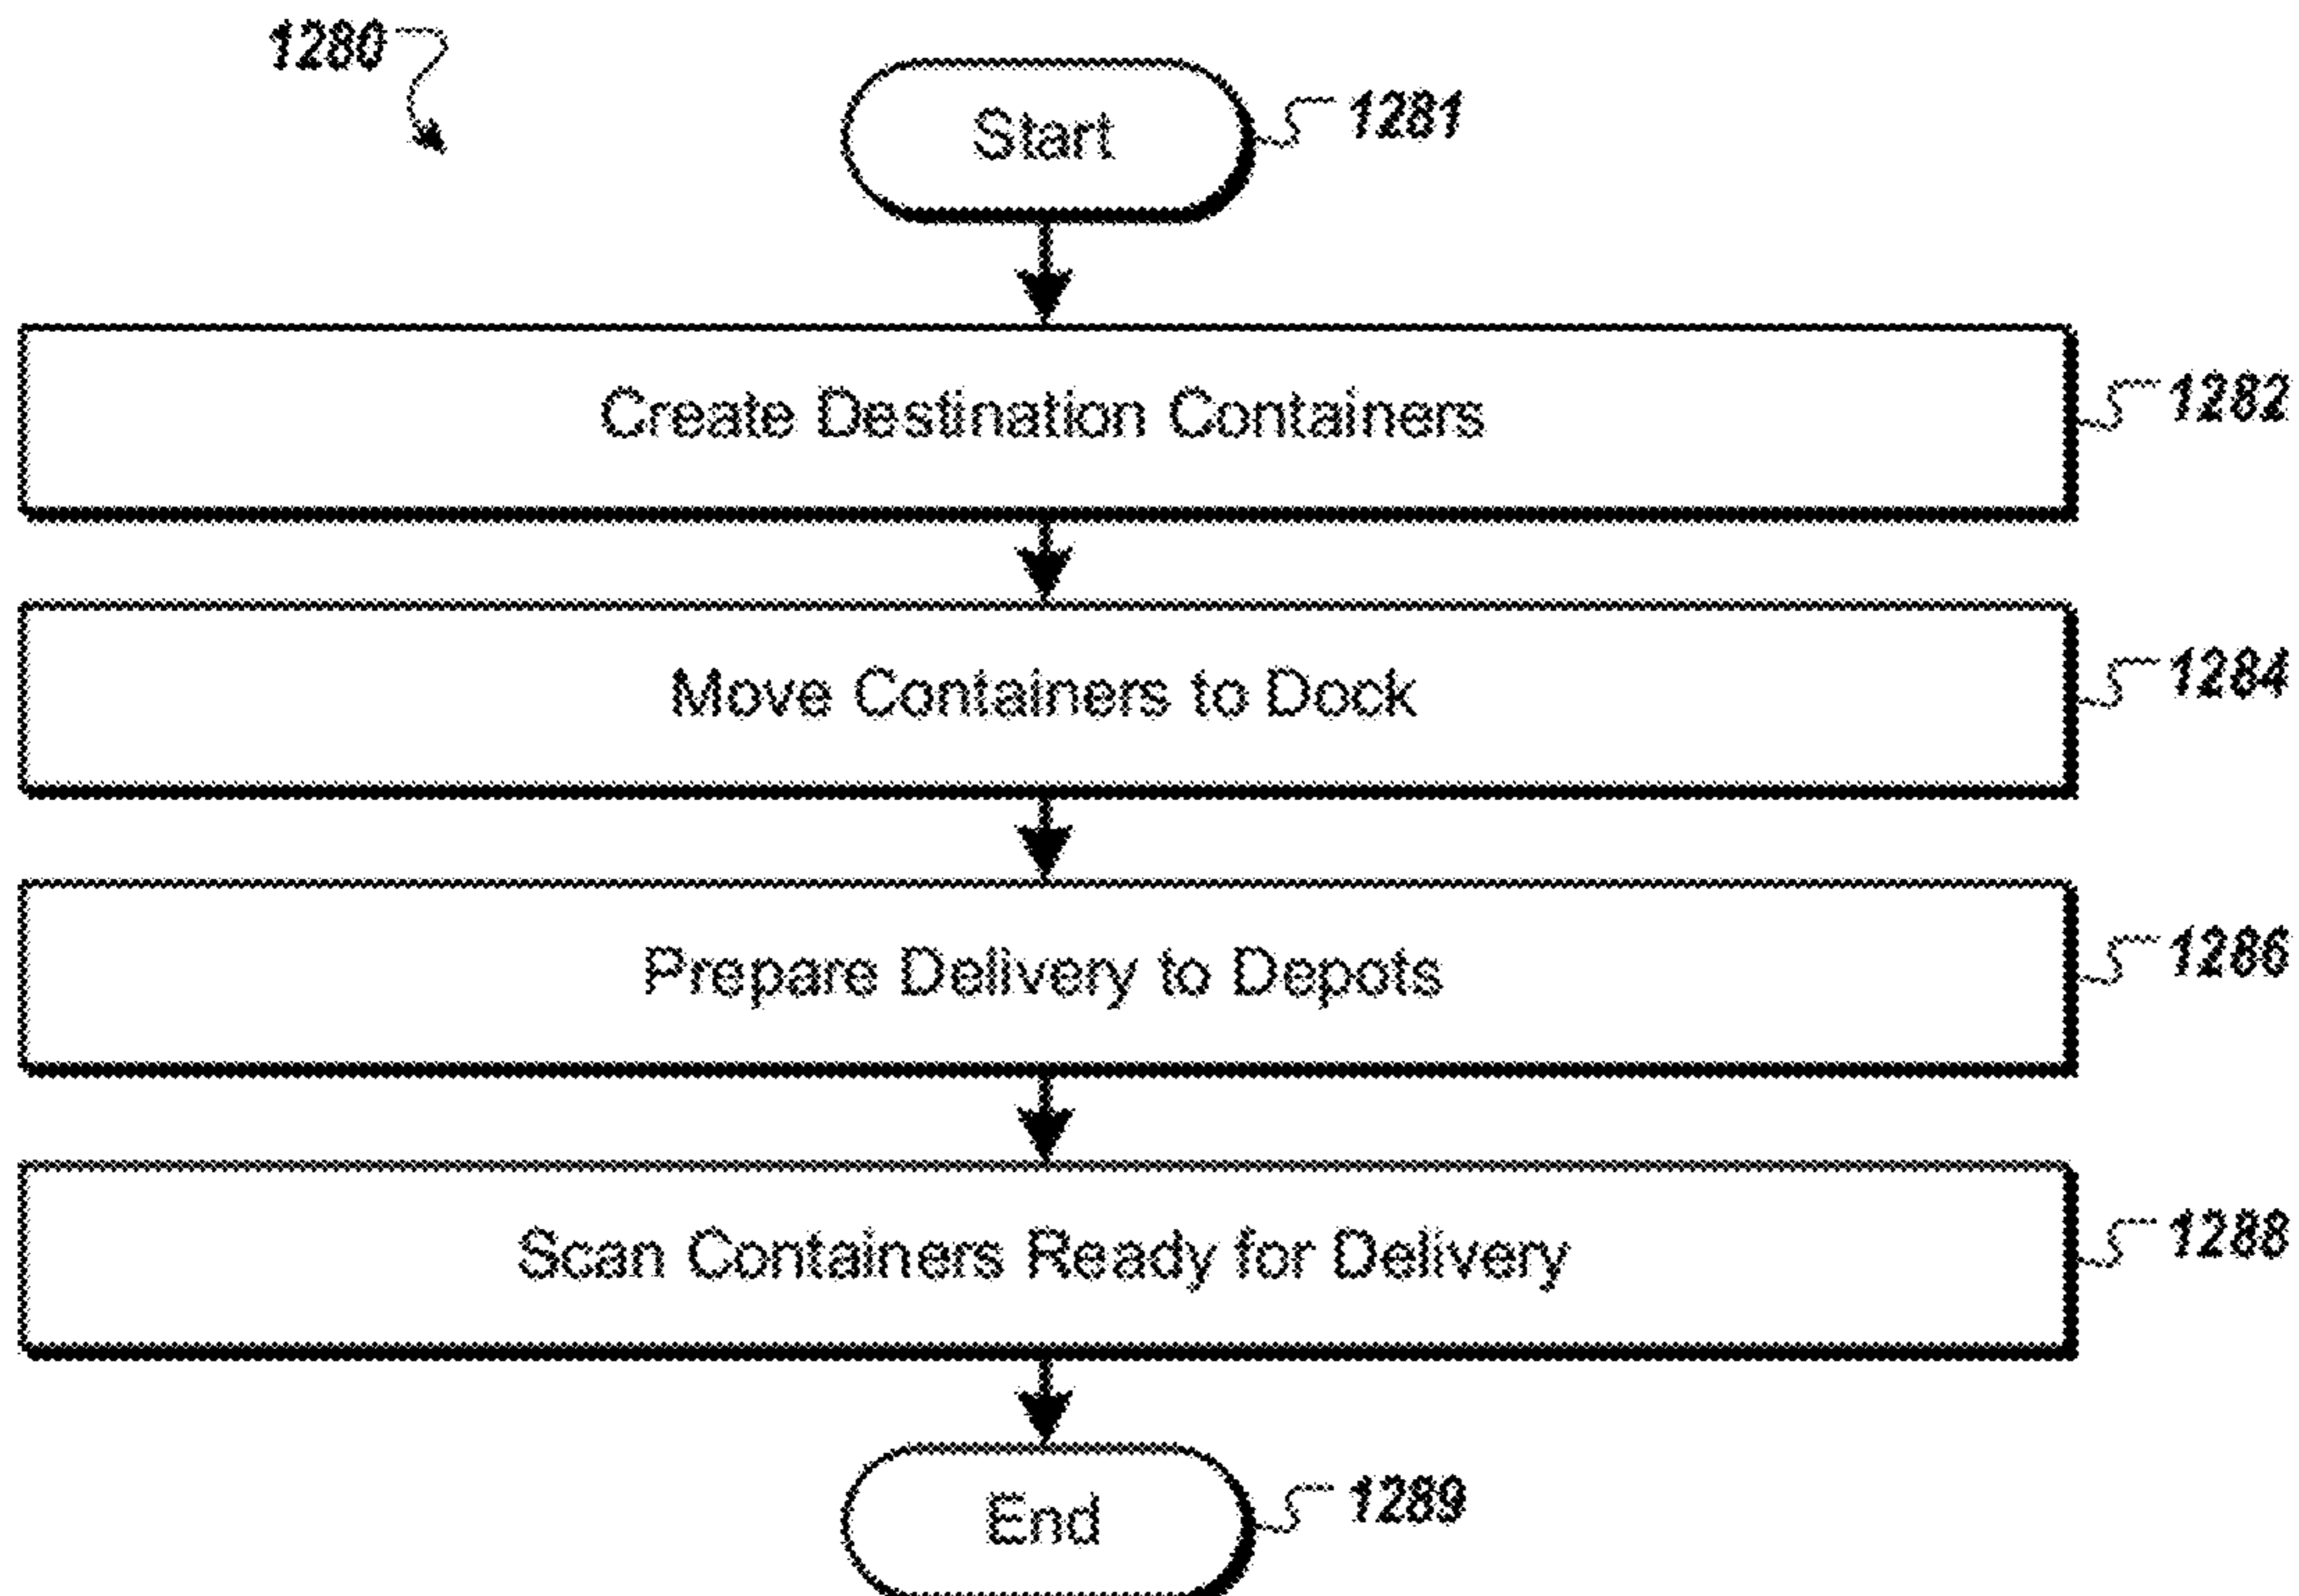 1280
Start
1281
Create Destination Containers
1282
Move Containers to Dock
1284
Prepare Delivery to Depots
1286
Scan Containers Ready for Delivery
1288
End
1289